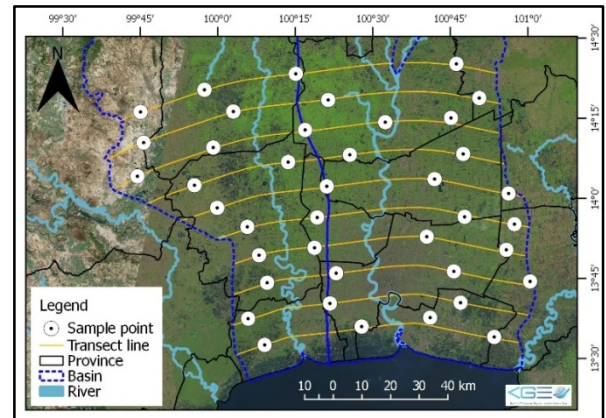 99°30' 99°45' 100°0' 100°15' 100°30' 100°45' 101°0'
14°30'
14°15'
14°0'
13°45'
13°30'
N
Legend
Sample point
Transect line
Province
Basin
River
10 0 10 20 30 40 km
KGEO